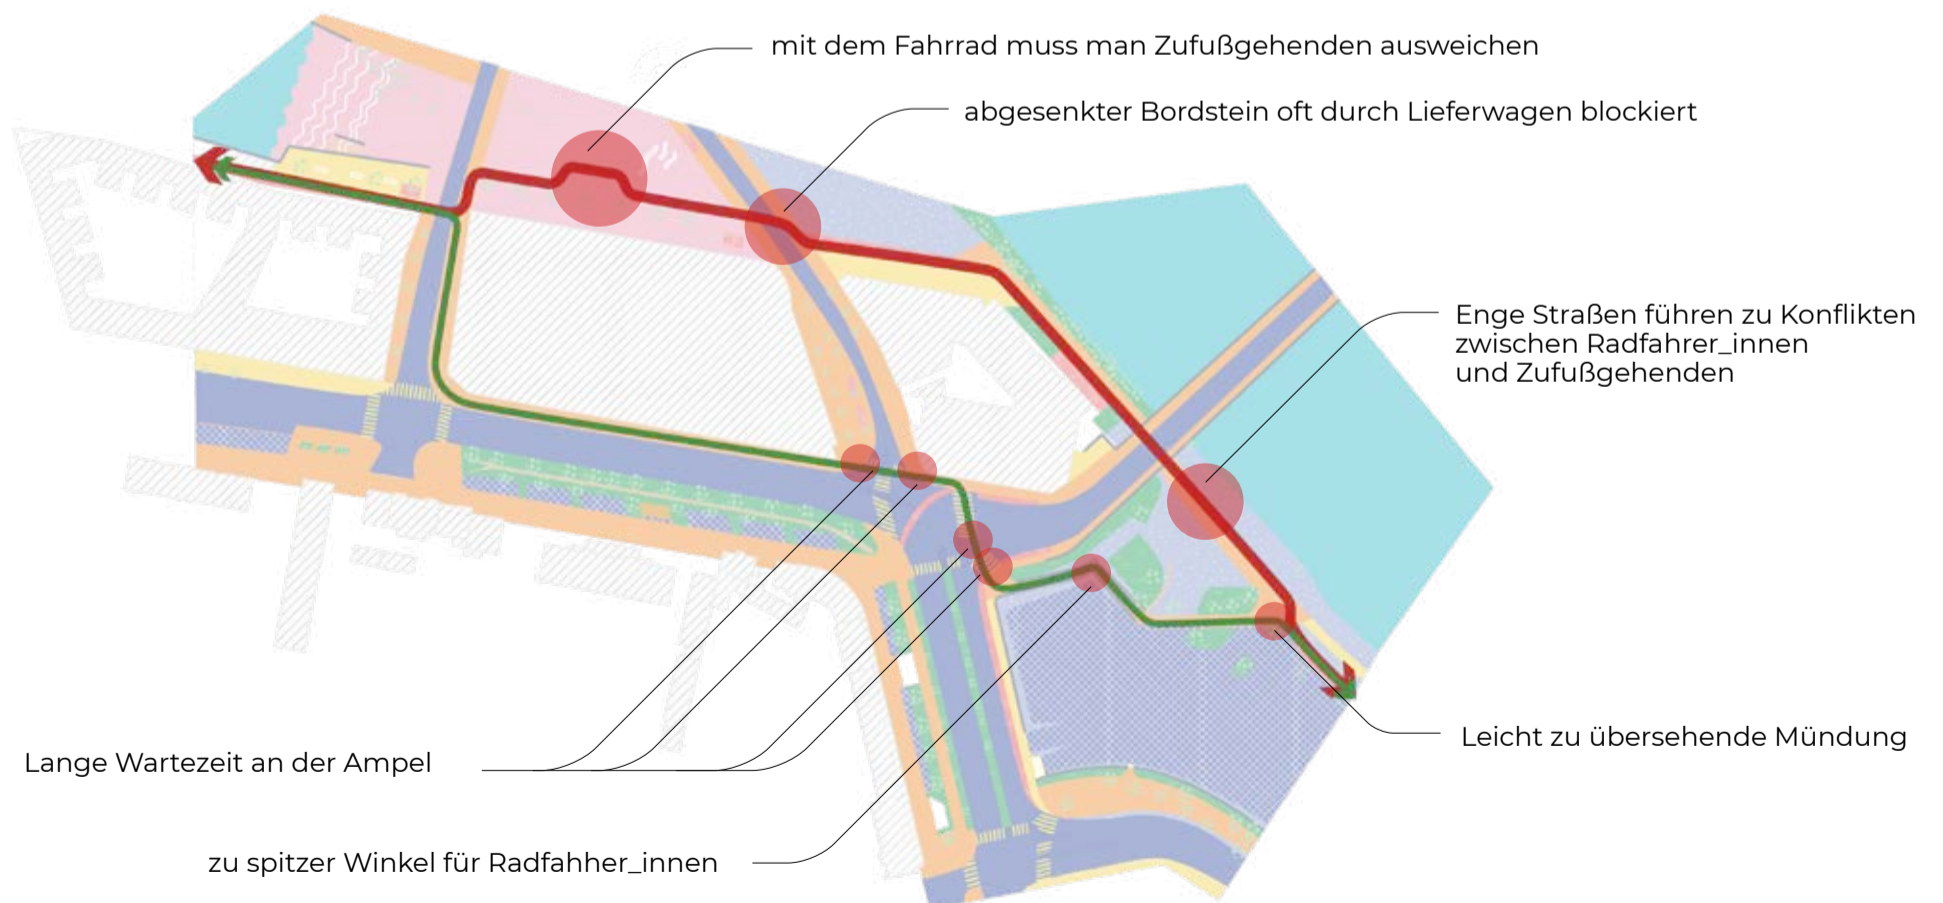 mit dem Fahrrad muss man Zufußgehenden ausweichen
abgesenkter Bordstein oft durch Lieferwagen blockiert
Enge Straßen führen zu Konflikten
zwischen Radfahrer_innen
und Zufußgehenden
Leicht zu übersehende Mündung
Lange Wartezeit an der Ampel
zu spitzer Winkel für Radfahher_innen